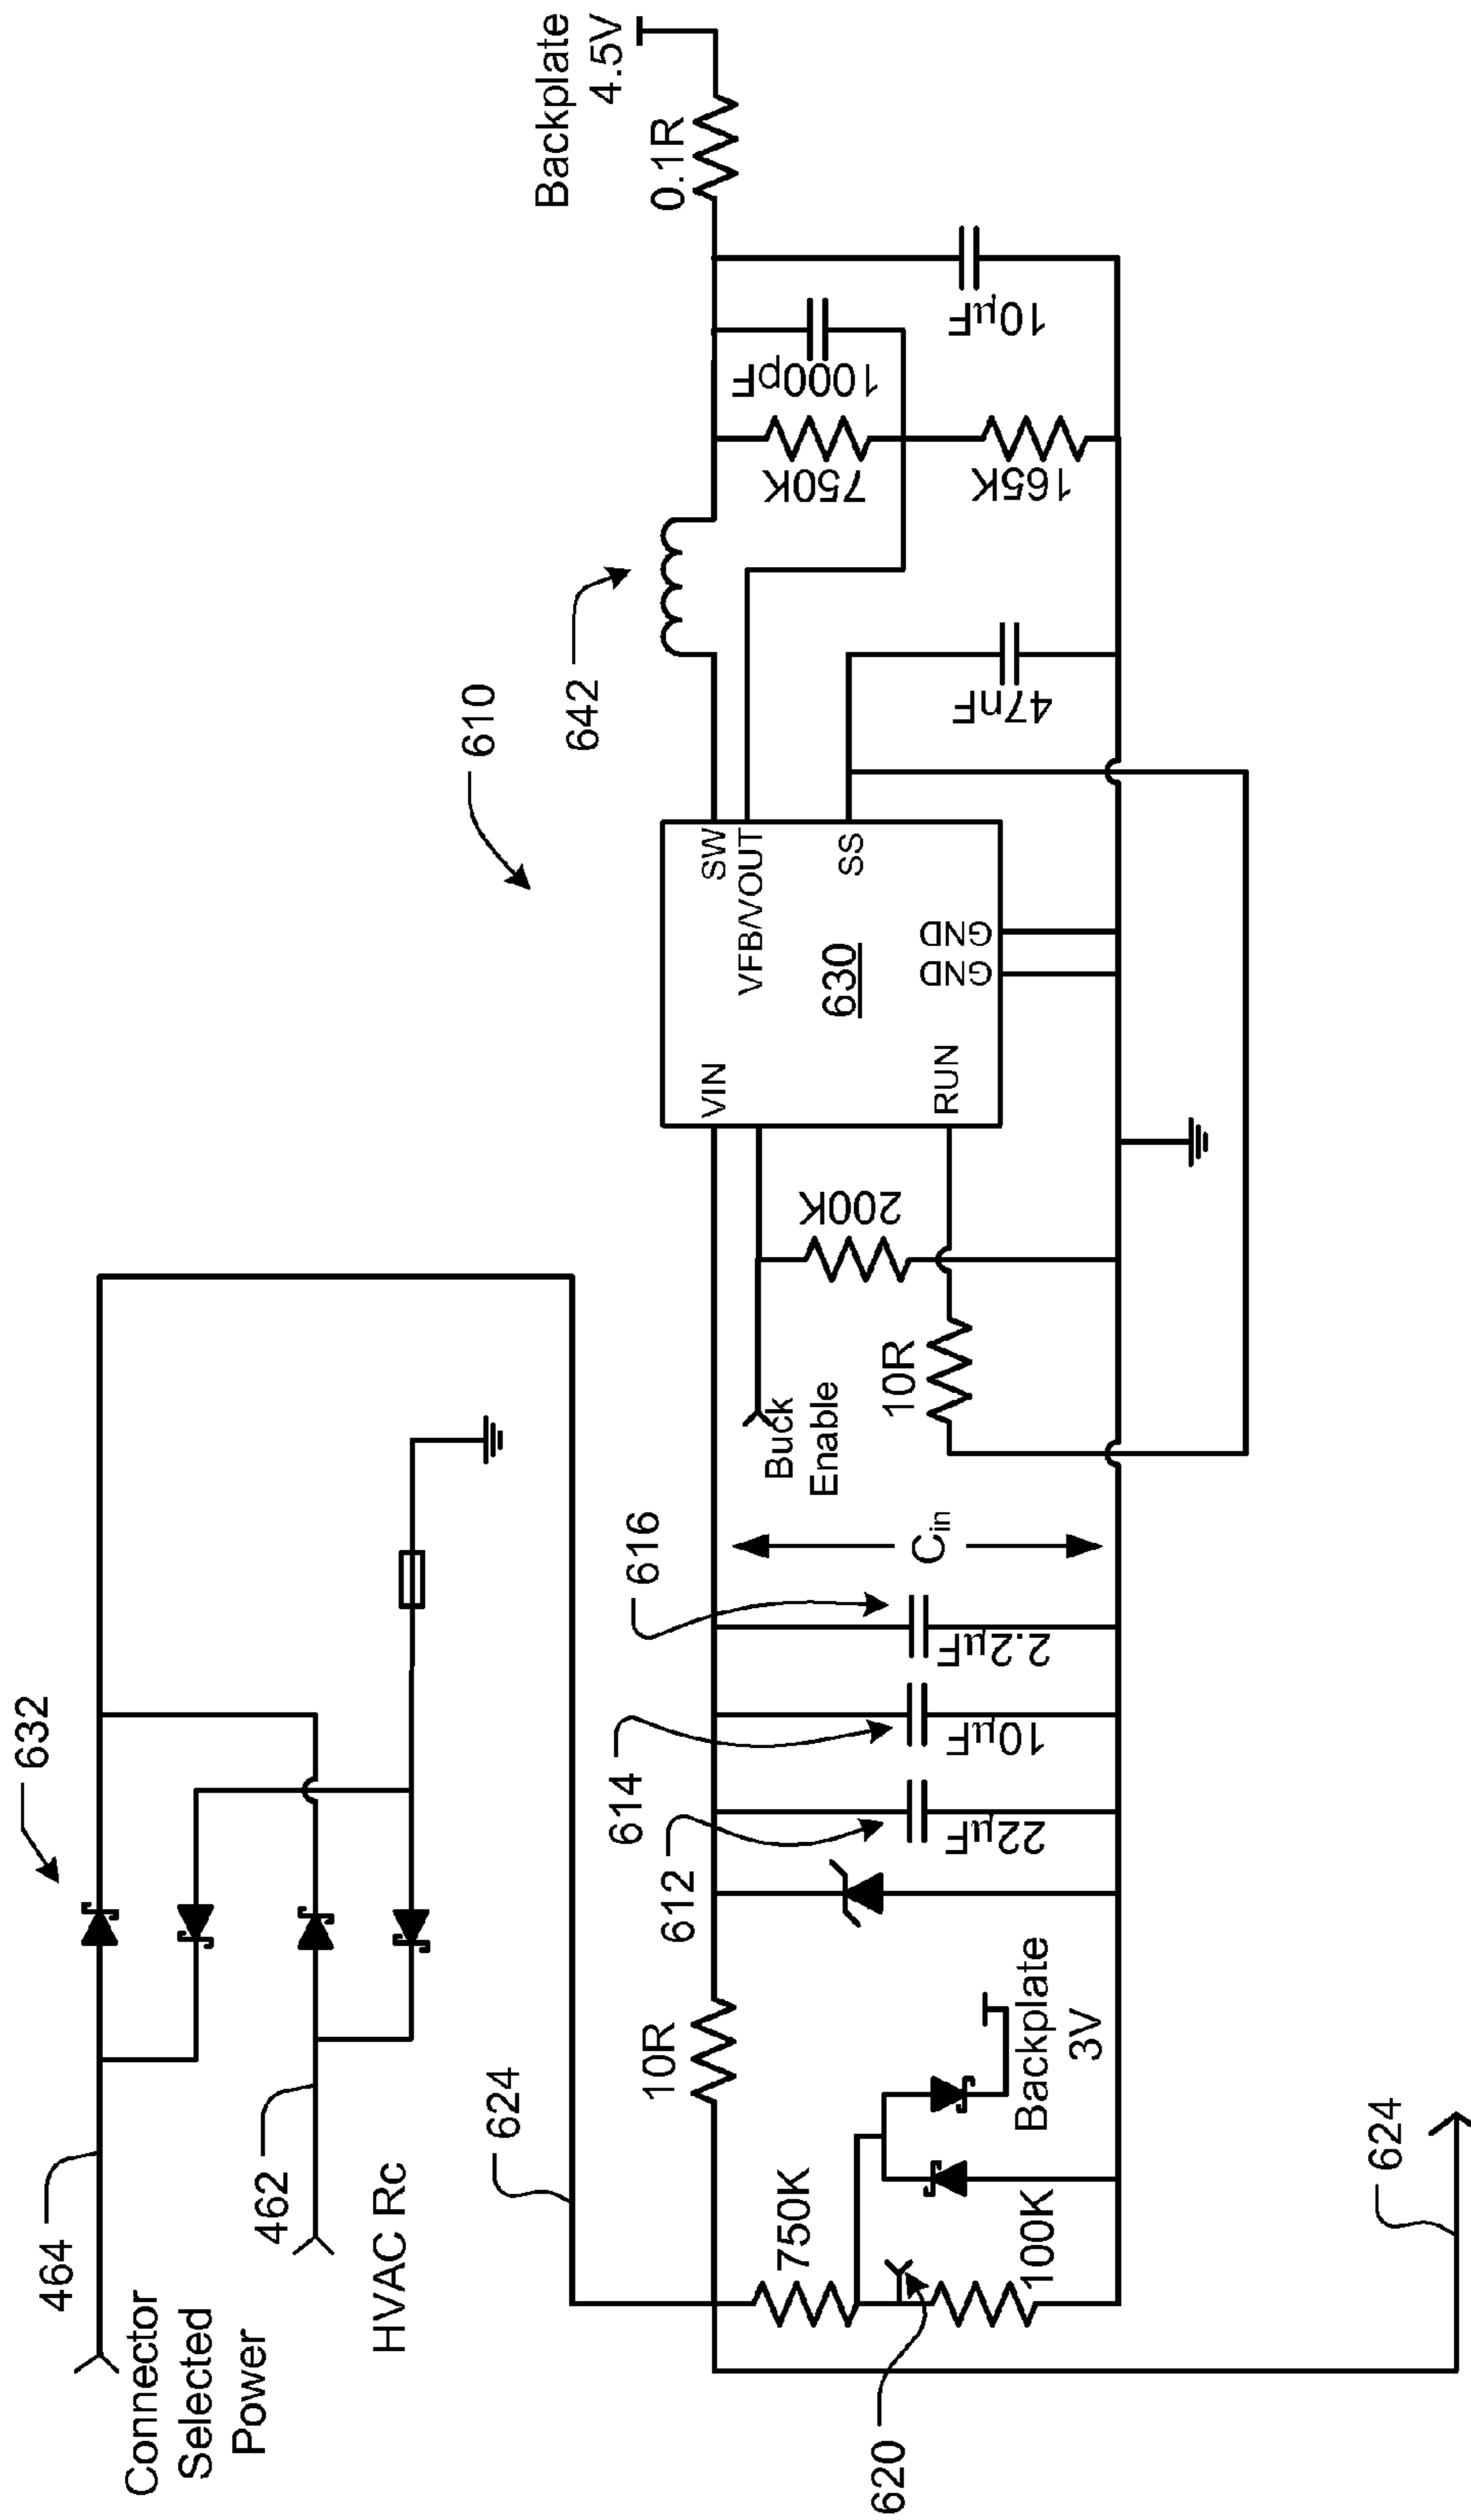 464
Connector
Selected
Power
462
HVAC Rc
632
624
610
642
Backplate
4.5V
0.1R
10R
612
614
616
22µF
10µF
2.2µF
Cin
Buck
Enable
200K
10R
VIN
RUN
630
SW
VFB/VOUT
SS
GND
GND
47nF
750K
165K
1000pF
10µF
750K
100K
Backplate
3V
620
624